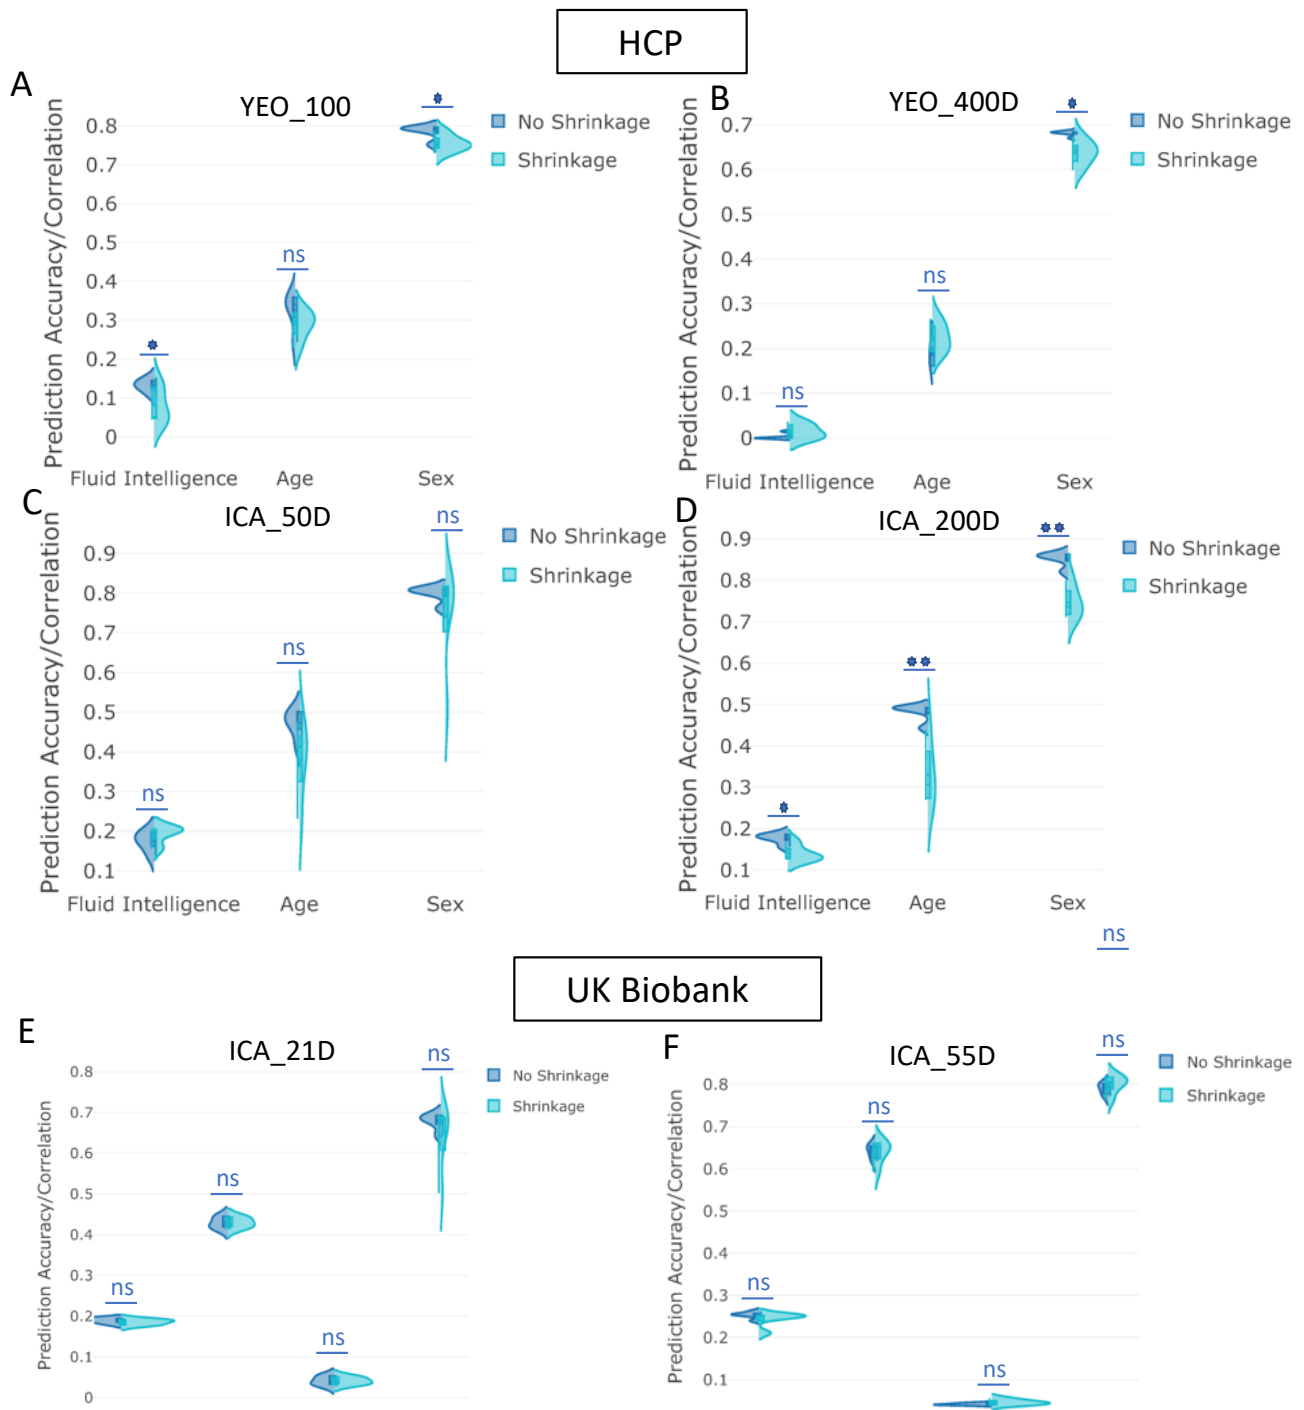 HCP
A
YEO_100
Prediction Accuracy/Correlation
0.8
0.7
0.6
0.5
0.4
0.3
0.2
0.1
0
ns
No Shrinkage
Shrinkage
Fluid Intelligence
Age
Sex
B
YEO_400D
Prediction Accuracy/Correlation
0.7
0.6
0.5
0.4
0.3
0.2
0.1
0
ns
ns
No Shrinkage
Shrinkage
Fluid Intelligence
Age
Sex
C
ICA_50D
Prediction Accuracy/Correlation
0.9
0.8
0.7
0.6
0.5
0.4
0.3
0.2
0.1
ns
ns
ns
No Shrinkage
Shrinkage
Fluid Intelligence
Age
Sex
D
ICA_200D
Prediction Accuracy/Correlation
0.9
0.8
0.7
0.6
0.5
0.4
0.3
0.2
0.1
No Shrinkage
Shrinkage
Fluid Intelligence
Age
Sex
ns
UK Biobank
E
ICA_21D
Prediction Accuracy/Correlation
0.8
0.7
0.6
0.5
0.4
0.3
0.2
0.1
0
ns
ns
ns
ns
No Shrinkage
Shrinkage
F
ICA_55D
Prediction Accuracy/Correlation
0.8
0.7
0.6
0.5
0.4
0.3
0.2
0.1
ns
ns
ns
ns
No Shrinkage
Shrinkage